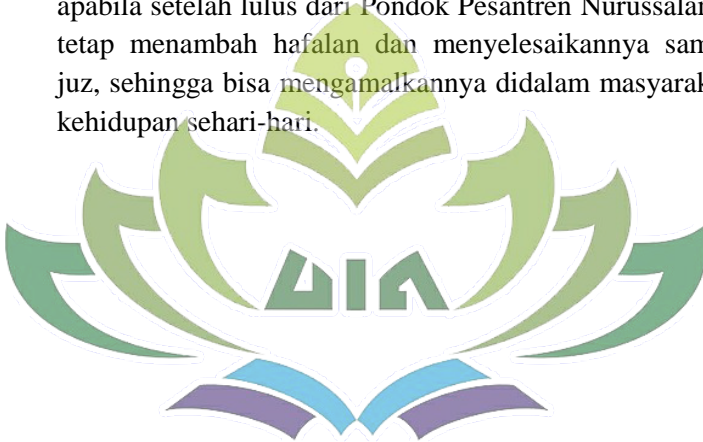 apabila setelah lulus dari Pondok Pesantren Nurussalam
tetap menambah hafalan dan menyelesaikannya sam
juz, sehingga bisa mengamalkannya didalam masyarak
kehidupan sehari-hari.
UIN